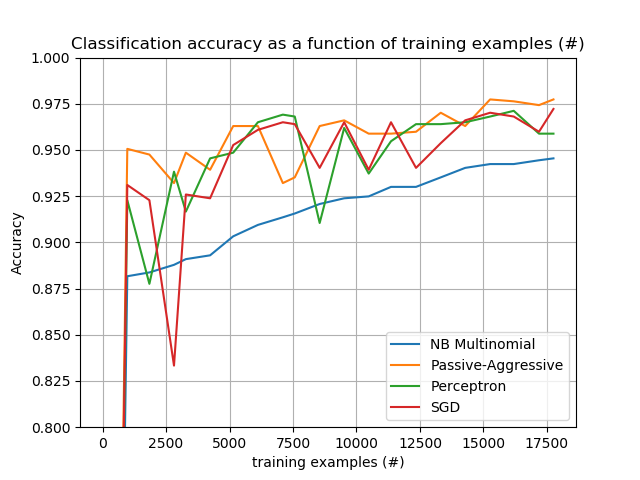 Classification accuracy as a function of training examples (#)
1.000
0.975
0.950
0.925
0.900
0.875
0.850
0.825
0.800
Accuracy
NB Multinomial
Passive-Aggressive
Perceptron
SGD
0 2500 5000 7500 10000 12500 15000 17500
training examples (#)